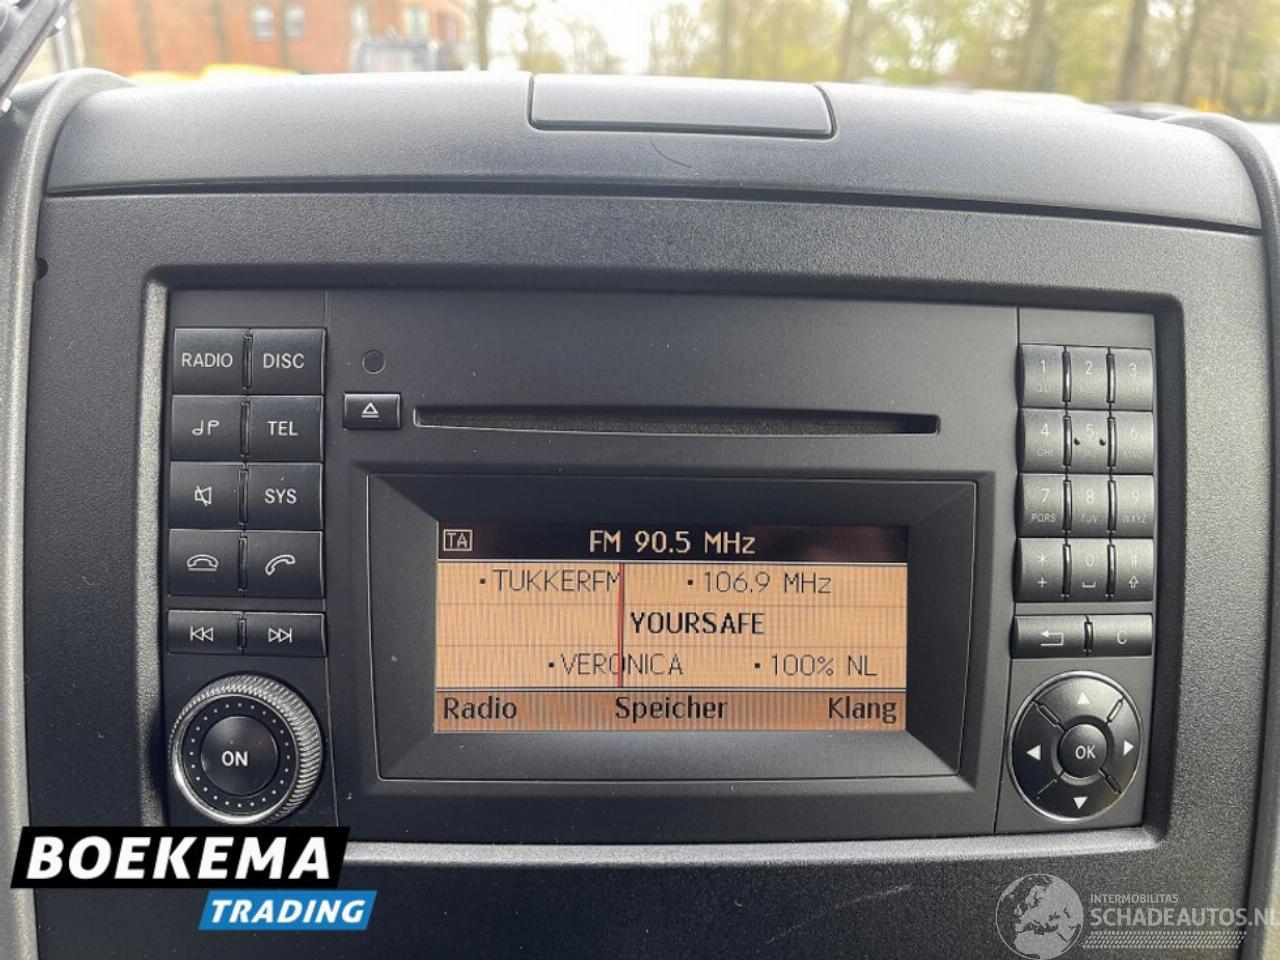 RADIO DISC
TEL
SYS
ON
TA FM 90.5 MHz
•TUKKERFM •106.9 MHz
YOURSAFE
•VERONICA •100% NL
Radio Speicher Klang
1 2 3
4 5 6
GHI
7 8 9
PQRS TUV WXYZ
* 0 #
+
C
OK
BOEKEMA
TRADING
INTERMOBILITAS
SCHADEAUTOS.NL